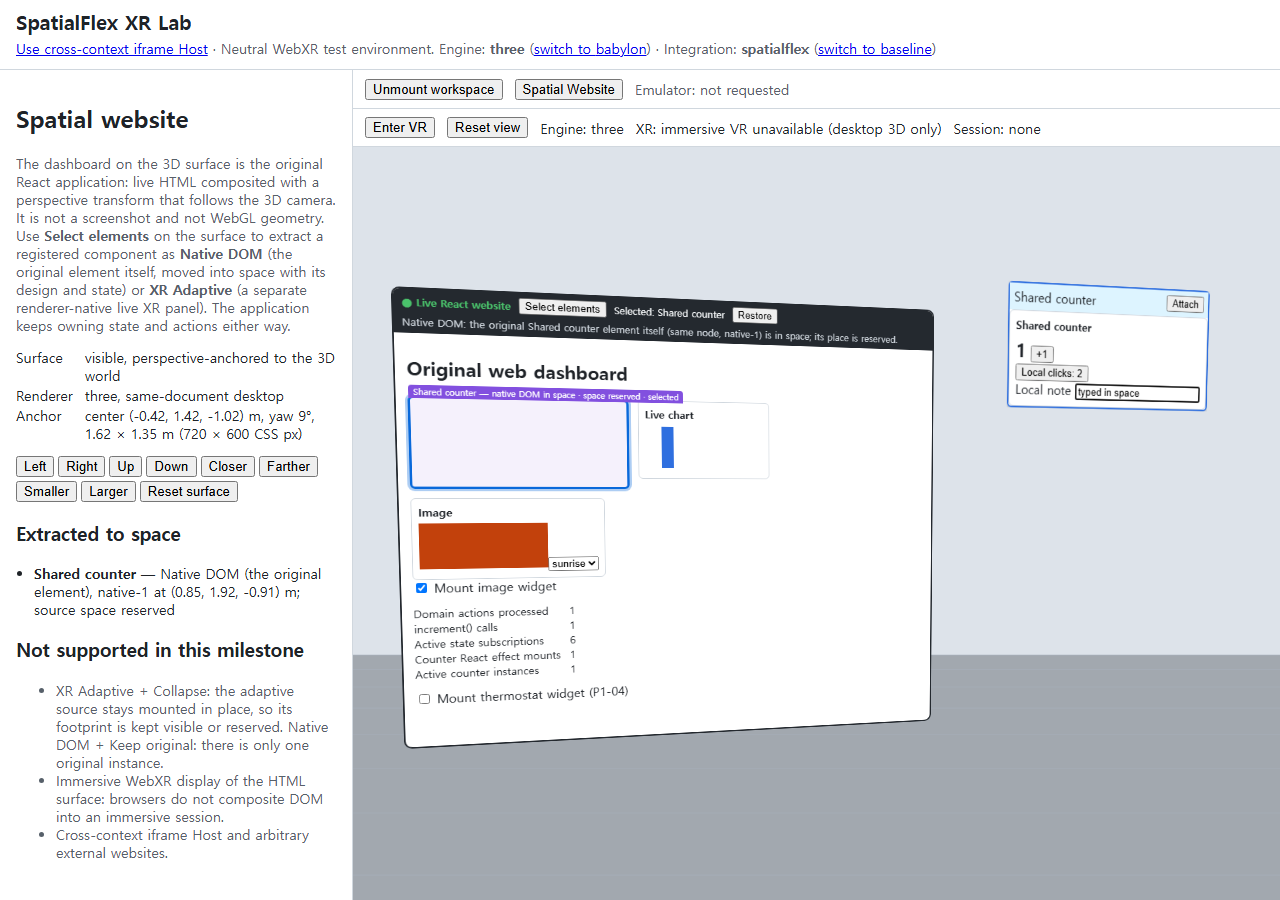 SpatialFlex XR Lab
Use cross-context iframe Host · Neutral WebXR test environment. Engine: three (switch to babylon) · Integration: spatialflex (switch to baseline)
Spatial website
The dashboard on the 3D surface is the original
React application: live HTML composited with a
perspective transform that follows the 3D camera.
It is not a screenshot and not WebGL geometry.
Use Select elements on the surface to extract a
registered component as Native DOM (the
original element itself, moved into space with its
design and state) or XR Adaptive (a separate
renderer-native live XR panel). The application
keeps owning state and actions either way.
Surface visible, perspective-anchored to the 3D
world
Renderer three, same-document desktop
Anchor center (-0.42, 1.42, -1.02) m, yaw 9°,
1.62 × 1.35 m (720 × 600 CSS px)
Left Right Up Down Closer Farther
Smaller Larger Reset surface
Extracted to space
• Shared counter — Native DOM (the original
element), native-1 at (0.85, 1.92, -0.91) m;
source space reserved
Not supported in this milestone
• XR Adaptive + Collapse: the adaptive
source stays mounted in place, so its
footprint is kept visible or reserved. Native
DOM + Keep original: there is only one
original instance.
• Immersive WebXR display of the HTML
surface: browsers do not composite DOM
into an immersive session.
• Cross-context iframe Host and arbitrary
external websites.
Unmount workspace Spatial Website Emulator: not requested
Enter VR Reset view Engine: three XR: immersive VR unavailable (desktop 3D only) Session: none
Live React website Select elements Selected: Shared counter Restore
Native DOM: the original Shared counter element itself (same node, native-1) is in space; its place is reserved.
Original web dashboard
Shared counter — native DOM in space · space reserved · selected
Live chart
Image
sunrise
Mount image widget
Domain actions processed 1
increment() calls 1
Active state subscriptions 6
Counter React effect mounts 1
Active counter instances 1
Mount thermostat widget (P1-04)
Shared counter Attach
Shared counter
1 +1
Local clicks: 2
Local note typed in space